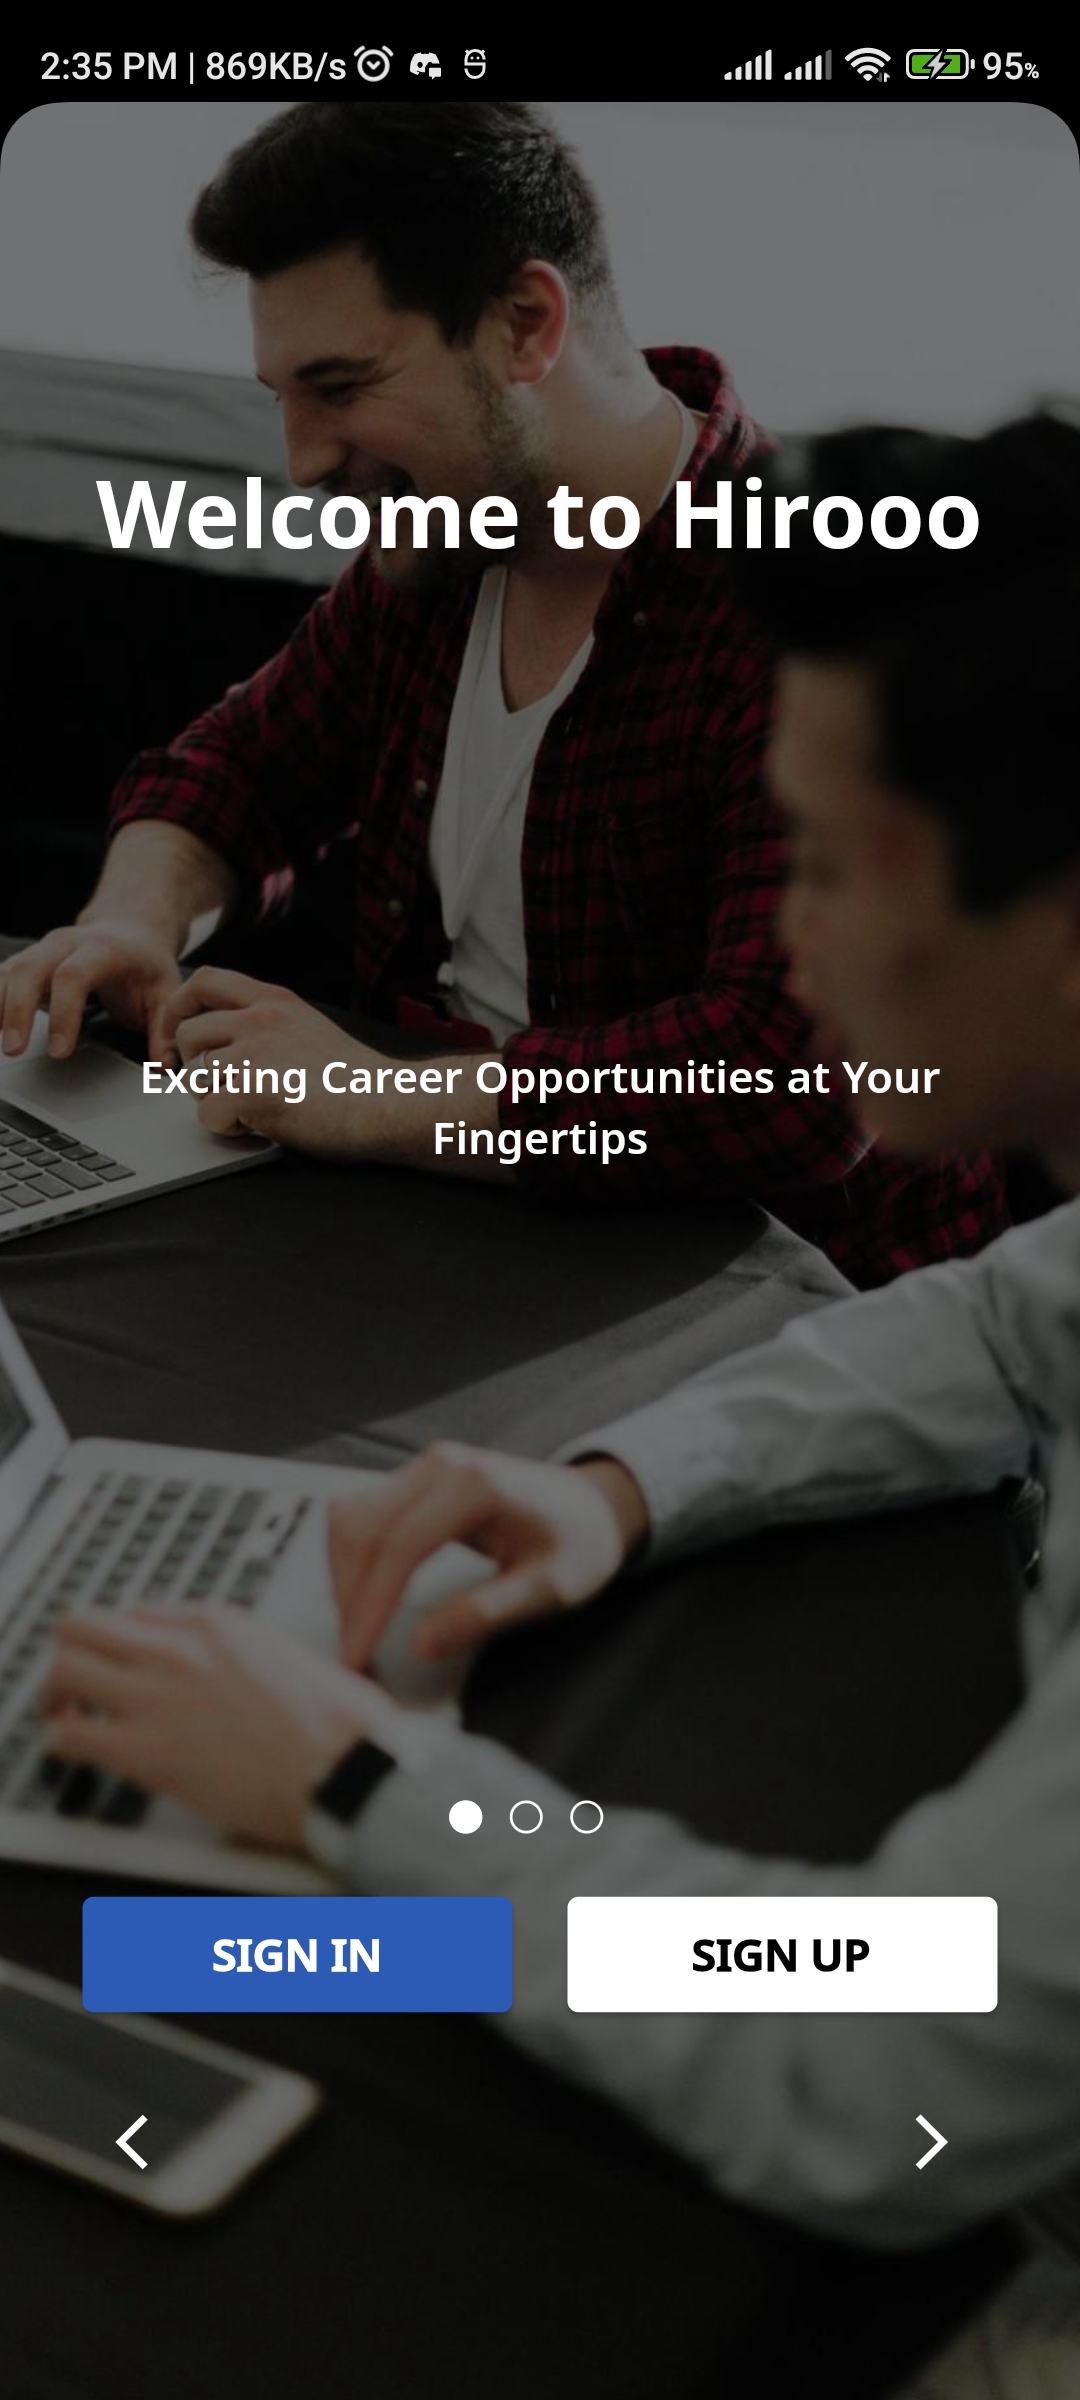 2:35 PM | 869KB/s 95%
Welcome to Hirooo
Exciting Career Opportunities at Your
Fingertips
SIGN IN SIGN UP